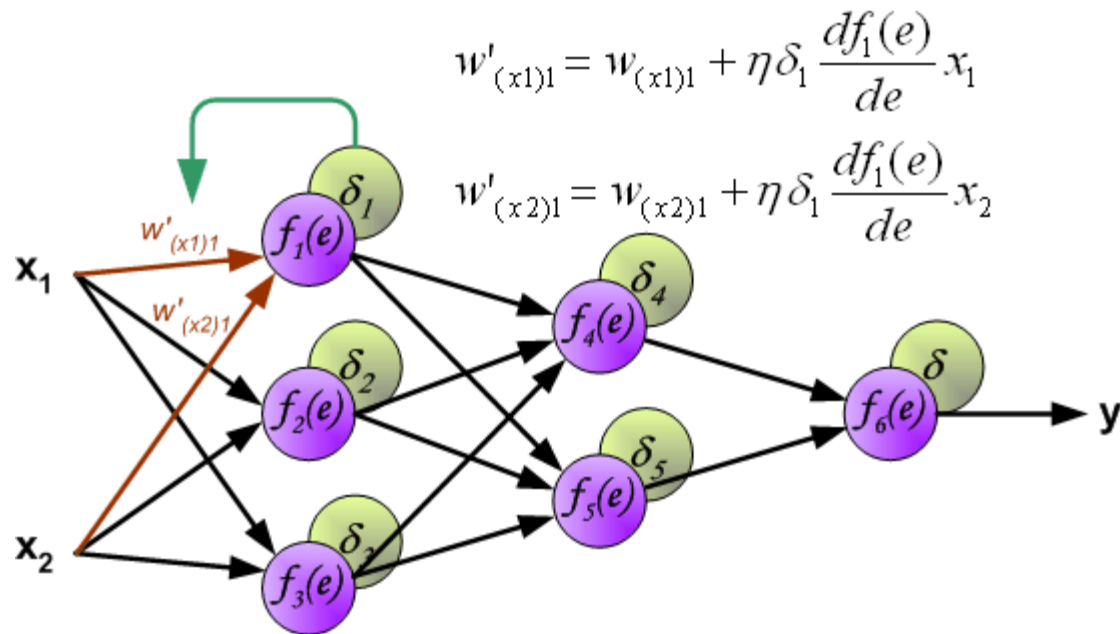 w'(x1)1 = w(x1)1 + ηδ1 df1(e)/de x1
w'(x2)1 = w(x2)1 + ηδ1 df1(e)/de x2
δ1
f1(e)
w'(x1)1
x1
w'(x2)1
δ4
f4(e)
δ2
f2(e)
δ
f6(e)
y
δ5
f5(e)
x2
δ3
f3(e)